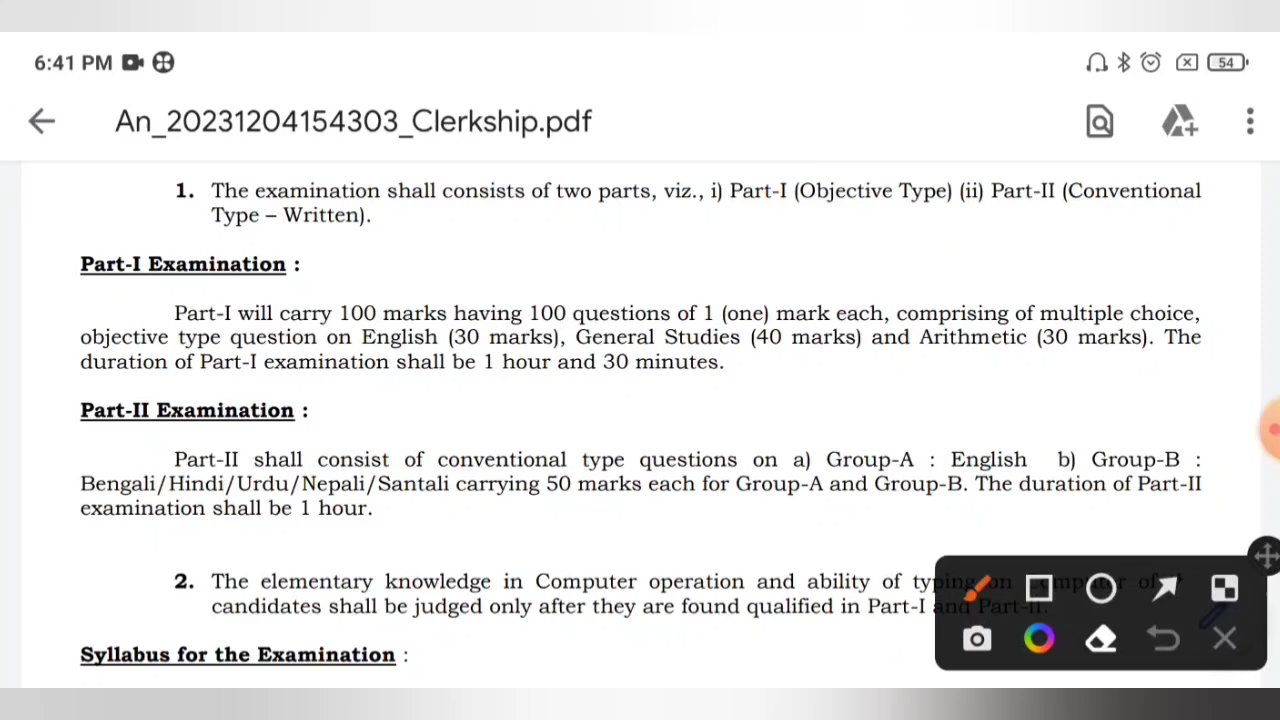 6:41 PM
54
An_20231204154303_Clerkship.pdf
1. The examination shall consists of two parts, viz., i) Part-I (Objective Type) (ii) Part-II (Conventional
Type – Written).
Part-I Examination :
Part-I will carry 100 marks having 100 questions of 1 (one) mark each, comprising of multiple choice,
objective type question on English (30 marks), General Studies (40 marks) and Arithmetic (30 marks). The
duration of Part-I examination shall be 1 hour and 30 minutes.
Part-II Examination :
Part-II shall consist of conventional type questions on a) Group-A : English b) Group-B :
Bengali/Hindi/Urdu/Nepali/Santali carrying 50 marks each for Group-A and Group-B. The duration of Part-II
examination shall be 1 hour.
2. The elementary knowledge in Computer operation and ability of typing on computer of
candidates shall be judged only after they are found qualified in Part-I and Part-II.
Syllabus for the Examination :